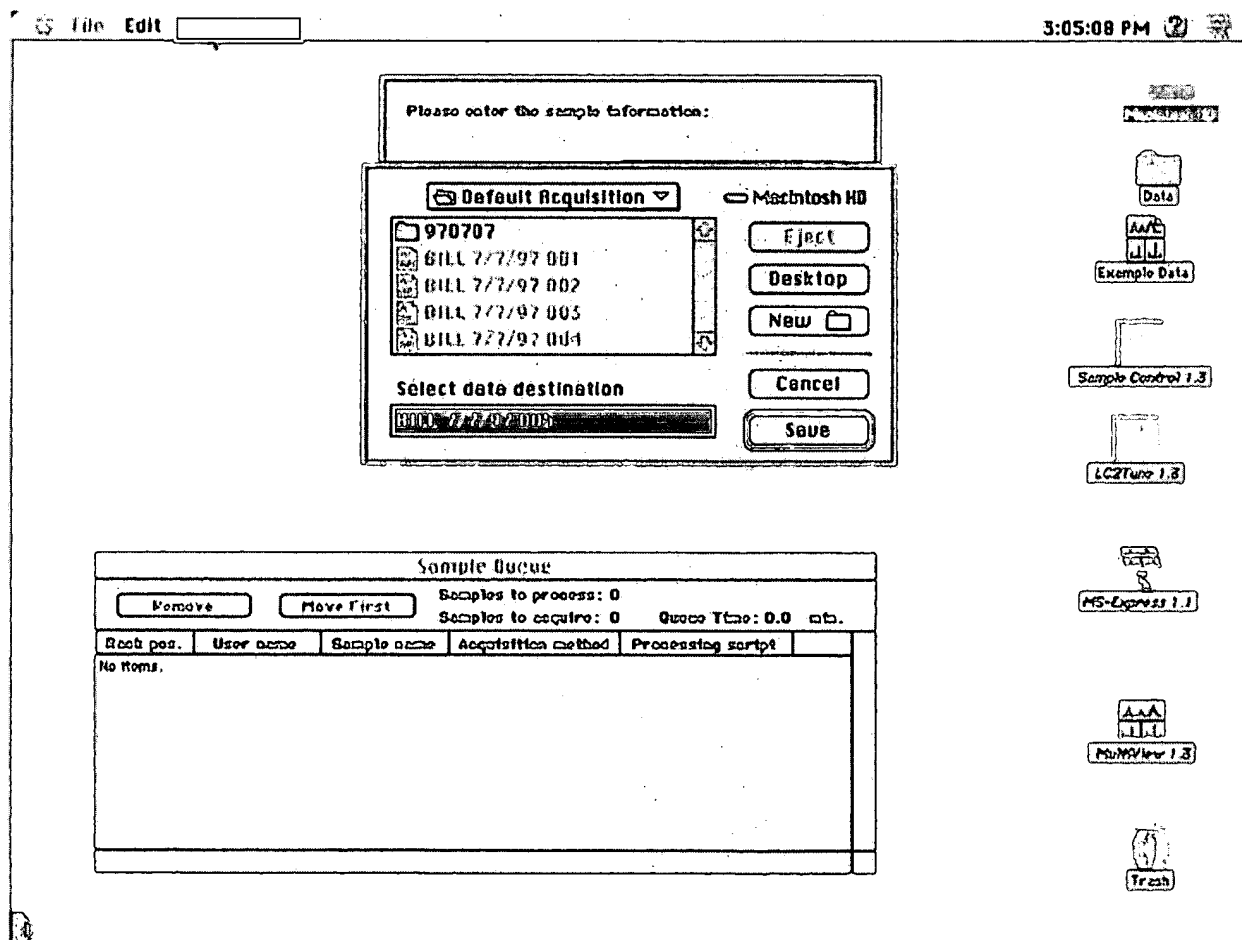 File Edit
3:05:08 PM
Please enter the sample information:
Default Acquisition
Macintosh HD
970707
BILL 7/7/97 001
BILL 7/7/97 002
BILL 7/7/97 003
BILL 7/7/97 004
Eject
Desktop
New
Select data destination
Cancel
Save
Data
Example Data
Sample Control 1.3
LC2Tune 1.3
MS-Express 1.1
MultiView 1.3
Trash
Sample Queue
Remove
Move First
Samples to process: 0
Samples to acquire: 0
Queue Time: 0.0 min.
Rack pos. User name Sample name Acquisition method Processing script
No items.